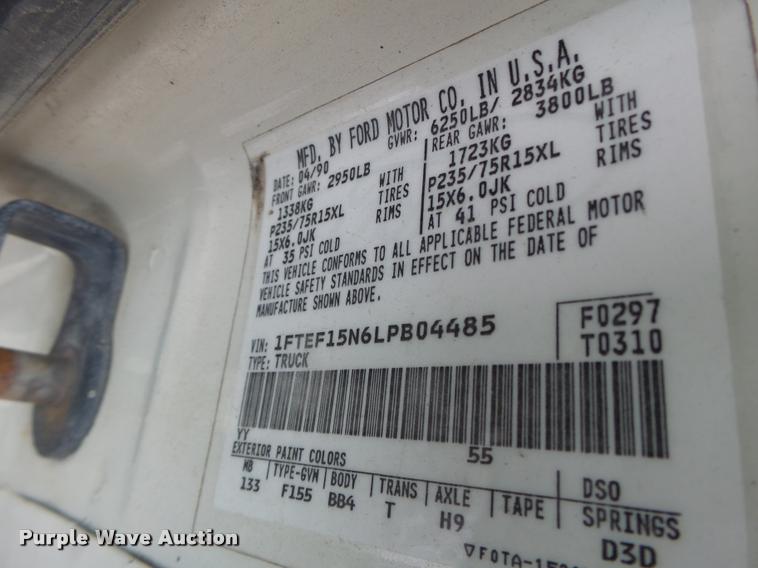 MFD. BY FORD MOTOR CO. IN U.S.A.
DATE: 04/90 GVWR: 6250LB/ 2834KG
FRONT GAWR: 2950LB REAR GAWR: 3800LB
1338KG WITH 1723KG WITH
P235/75R15XL TIRES P235/75R15XL TIRES
15X6.0JK RIMS 15X6.0JK RIMS
AT 35 PSI COLD AT 41 PSI COLD
THIS VEHICLE CONFORMS TO ALL APPLICABLE FEDERAL MOTOR
VEHICLE SAFETY STANDARDS IN EFFECT ON THE DATE OF
MANUFACTURE SHOWN ABOVE.
VIN: 1FTEF15N6LPB04485 F0297
TYPE: TRUCK T0310
YY 55
EXTERIOR PAINT COLORS DSO
WB TYPE-GVW BODY TRANS AXLE TAPE SPRINGS
133 F155 BB4 T H9 D3D
Purple Wave Auction